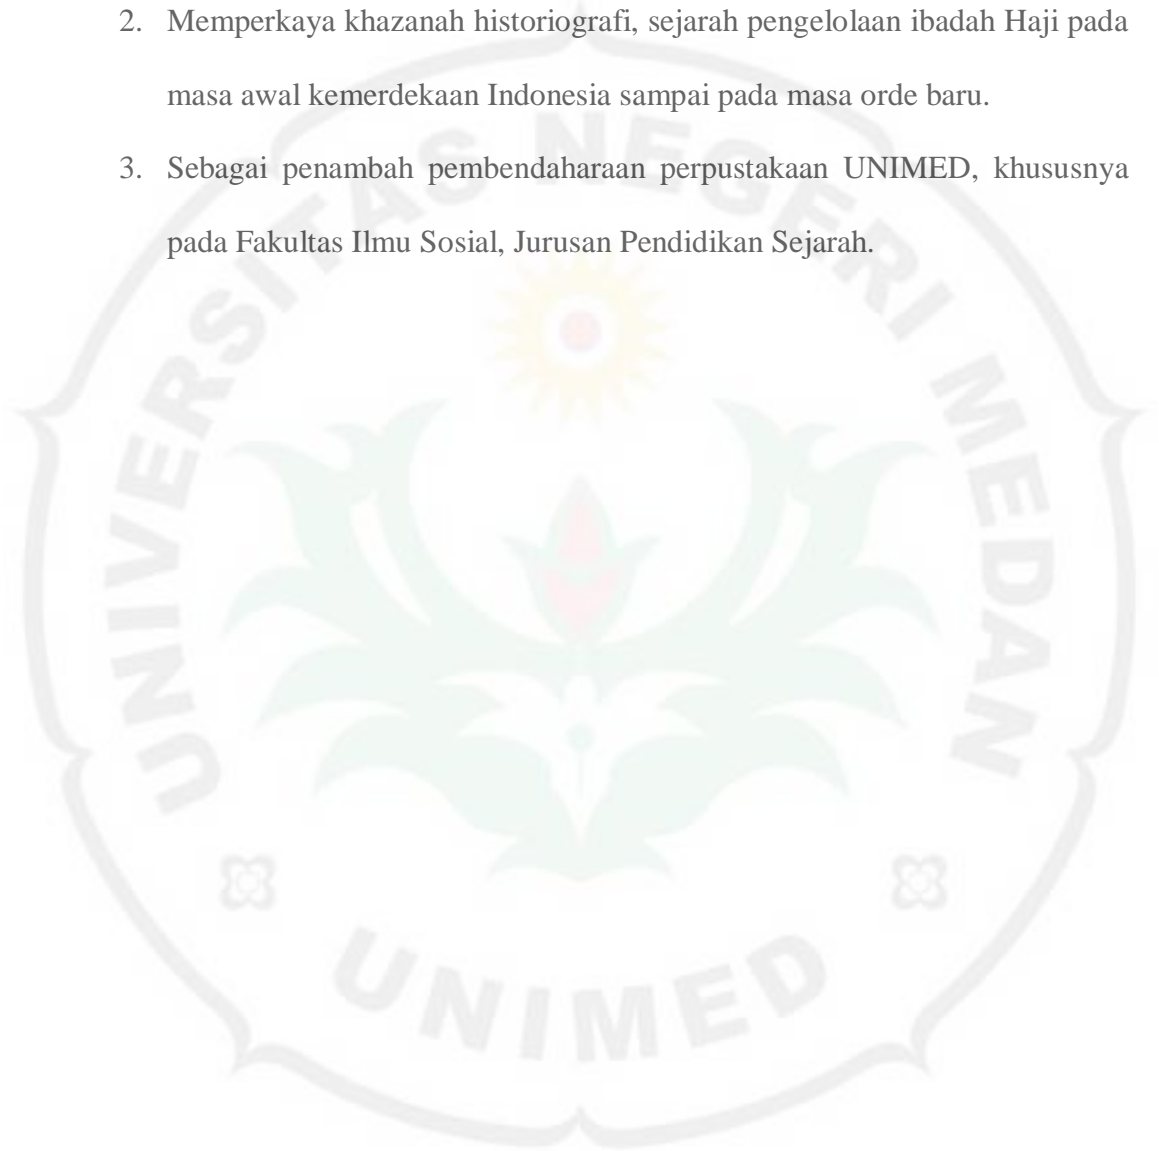 2. Memperkaya khazanah historiografi, sejarah pengelolaan ibadah Haji pada
masa awal kemerdekaan Indonesia sampai pada masa orde baru.
3. Sebagai penambah pembendaharaan perpustakaan UNIMED, khususnya
pada Fakultas Ilmu Sosial, Jurusan Pendidikan Sejarah.
UNIVERSITAS NEGERI MEDAN
UNIMED